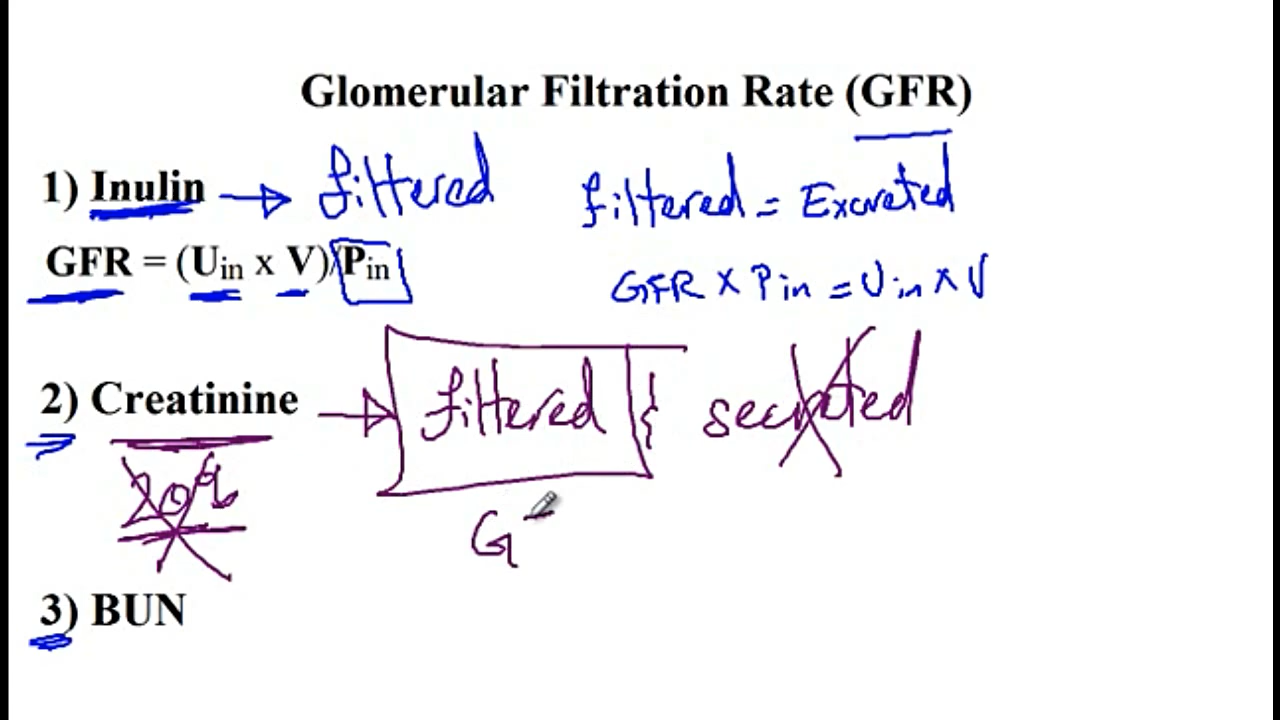 Glomerular Filtration Rate (GFR)
1) Inulin → filtered filtered = Excreted
GFR = (Uin x V)/Pin GFR x Pin = Uin x V
2) Creatinine → filtered & secreted
20%
G
3) BUN